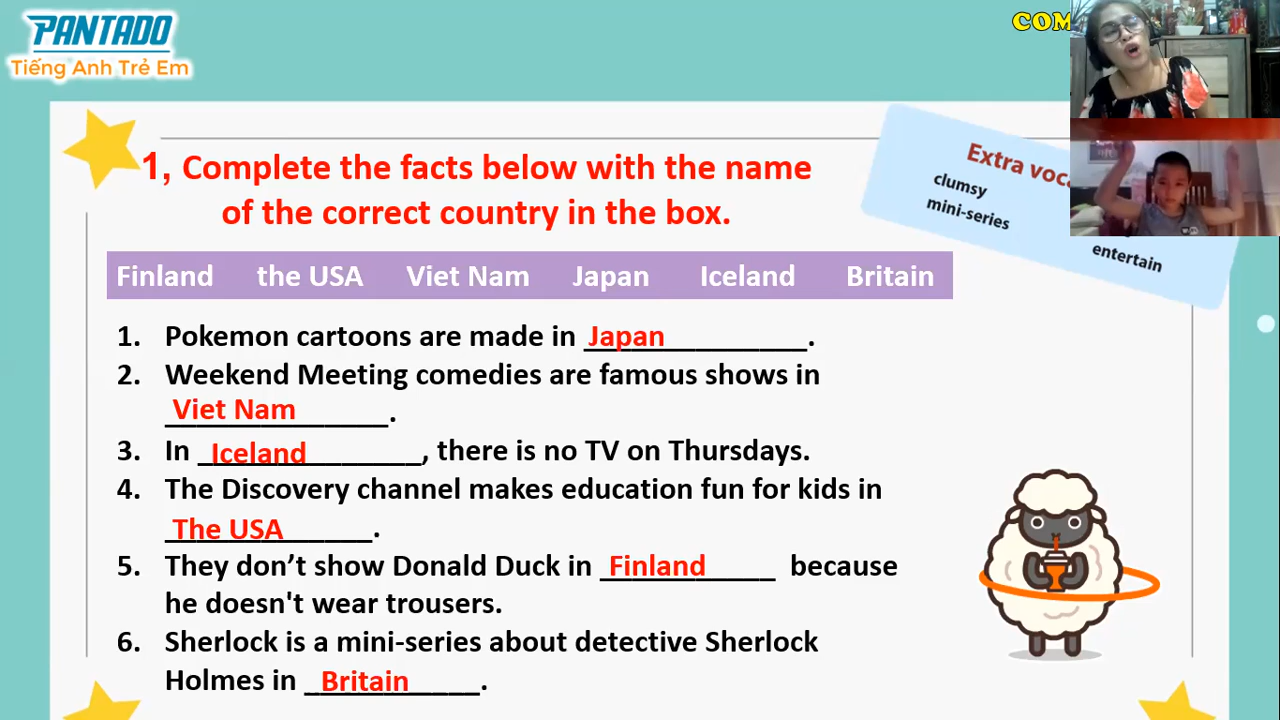 PANTADO
Tiếng Anh Trẻ Em
COM
1, Complete the facts below with the name
of the correct country in the box.
Extra voc
clumsy
mini-series
entertain
Finland the USA Viet Nam Japan Iceland Britain
1. Pokemon cartoons are made in Japan.
2. Weekend Meeting comedies are famous shows in
Viet Nam.
3. In Iceland, there is no TV on Thursdays.
4. The Discovery channel makes education fun for kids in
The USA.
5. They don’t show Donald Duck in Finland because
he doesn't wear trousers.
6. Sherlock is a mini-series about detective Sherlock
Holmes in Britain.